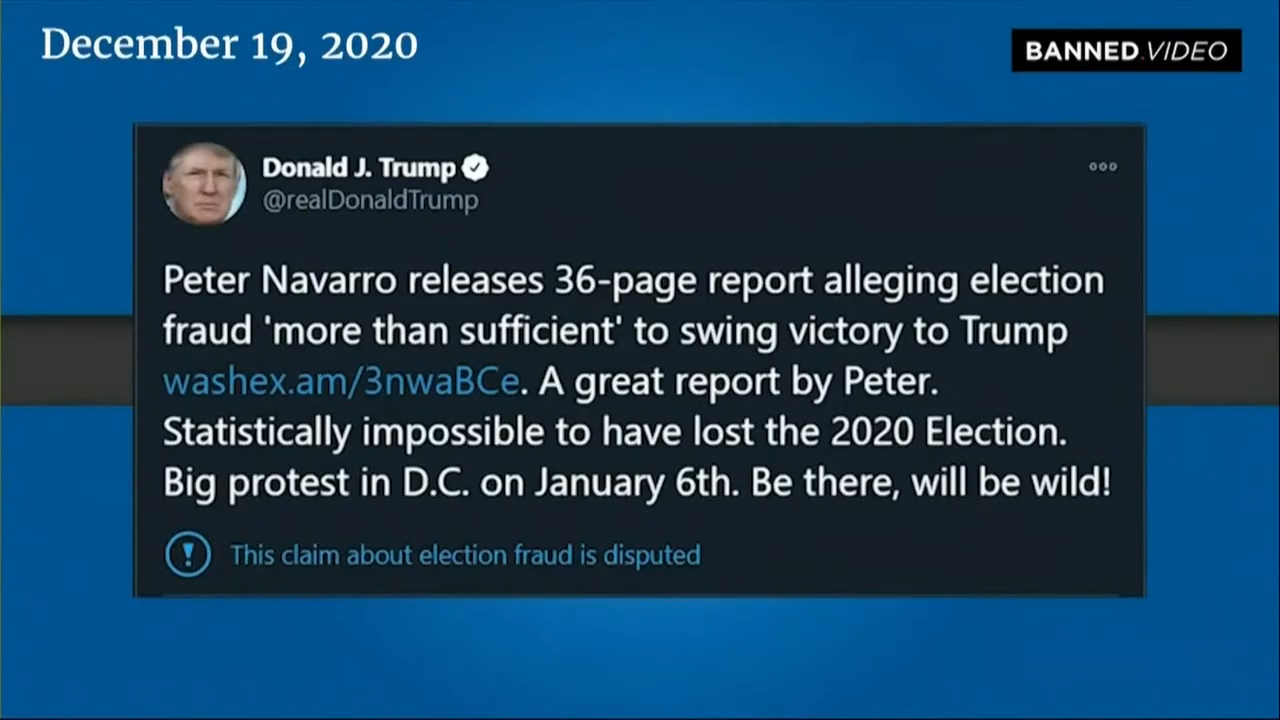 December 19, 2020
BANNED.VIDEO
Donald J. Trump
@realDonaldTrump
Peter Navarro releases 36-page report alleging election
fraud 'more than sufficient' to swing victory to Trump
washex.am/3nwaBCe. A great report by Peter.
Statistically impossible to have lost the 2020 Election.
Big protest in D.C. on January 6th. Be there, will be wild!
This claim about election fraud is disputed